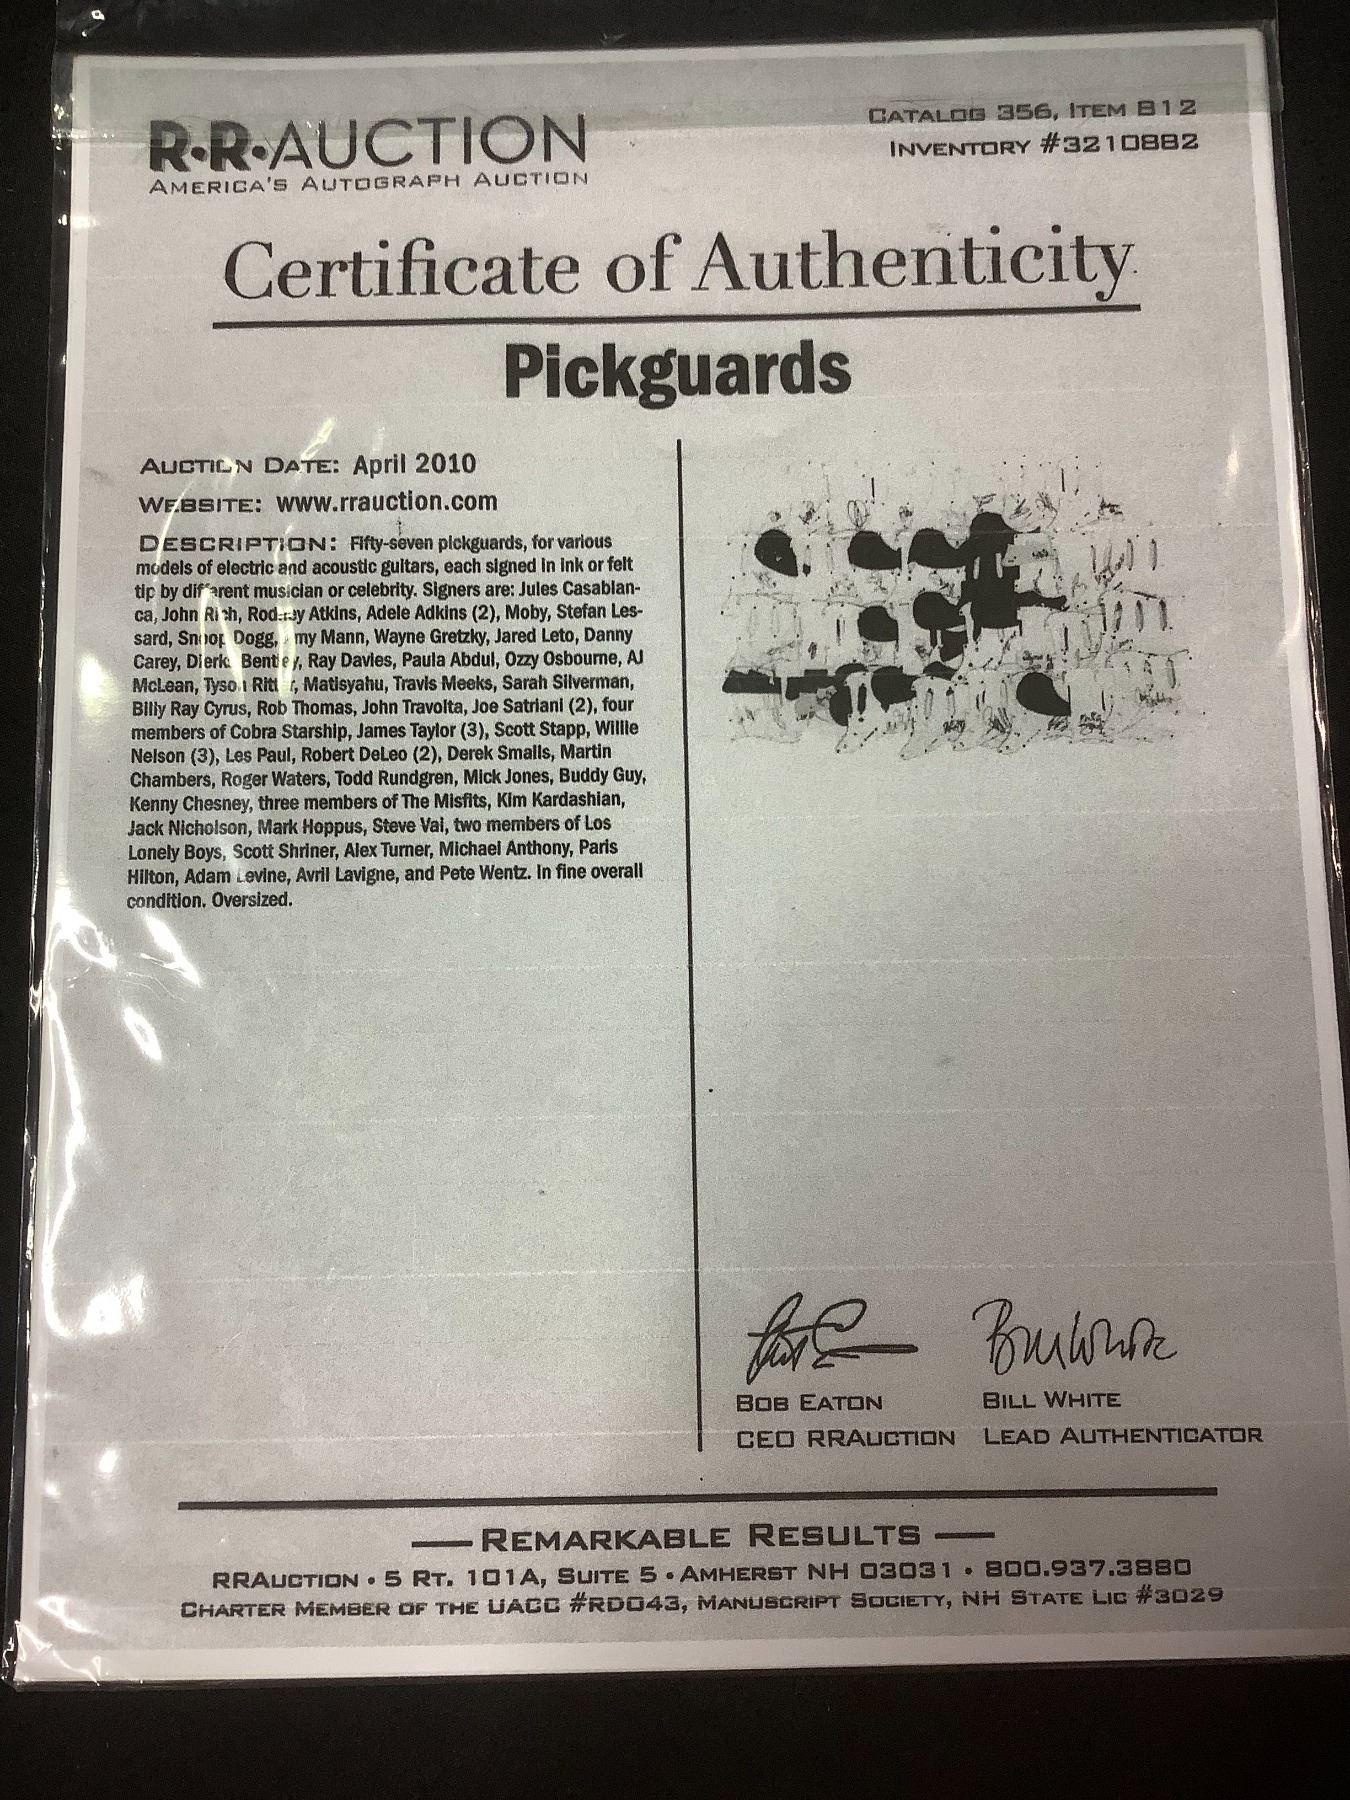 R·R·AUCTION
AMERICA'S AUTOGRAPH AUCTION
CATALOG 356, ITEM 812
INVENTORY #3210882
Certificate of Authenticity
Pickguards
AUCTION DATE: April 2010
WEBSITE: www.rrauction.com
DESCRIPTION: Fifty-seven pickguards, for various
models of electric and acoustic guitars, each signed in ink or felt
tip by different musician or celebrity. Signers are: Jules Casablan-
ca, John Rich, Rodney Atkins, Adele Adkins (2), Moby, Stefan Les-
sard, Snoop Dogg, Amy Mann, Wayne Gretzky, Jared Leto, Danny
Carey, Dierks Bentley, Ray Davies, Paula Abdul, Ozzy Osbourne, AJ
McLean, Tyson Ritter, Matisyahu, Travis Meeks, Sarah Silverman,
Billy Ray Cyrus, Rob Thomas, John Travolta, Joe Satriani (2), four
members of Cobra Starship, James Taylor (3), Scott Stapp, Willie
Nelson (3), Les Paul, Robert DeLeo (2), Derek Smalls, Martin
Chambers, Roger Waters, Todd Rundgren, Mick Jones, Buddy Guy,
Kenny Chesney, three members of The Misfits, Kim Kardashian,
Jack Nicholson, Mark Hoppus, Steve Vai, two members of Los
Lonely Boys, Scott Shriner, Alex Turner, Michael Anthony, Paris
Hilton, Adam Levine, Avril Lavigne, and Pete Wentz. In fine overall
condition. Oversized.
Bill White
BOB EATON BILL WHITE
CEO RRAUCTION LEAD AUTHENTICATOR
— REMARKABLE RESULTS —
RRAUCTION • 5 RT. 101A, SUITE 5 • AMHERST NH 03031 • 800.937.3880
CHARTER MEMBER OF THE UACC #RD043, MANUSCRIPT SOCIETY, NH STATE LIC #3029